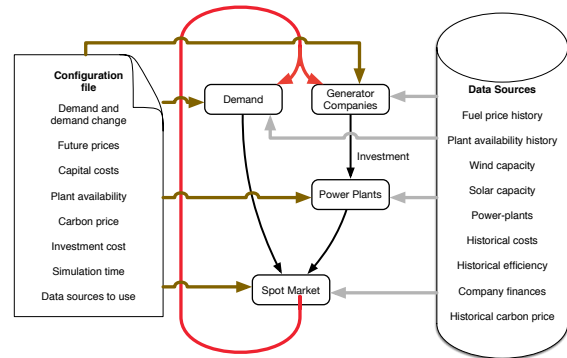 Configuration
file
Demand and
demand change
Future prices
Capital costs
Plant availability
Carbon price
Investment cost
Simulation time
Data sources to use
Demand
Generator
Companies
Investment
Power Plants
Spot Market
Data Sources
Fuel price history
Plant availability history
Wind capacity
Solar capacity
Power-plants
Historical costs
Historical efficiency
Company finances
Historical carbon price